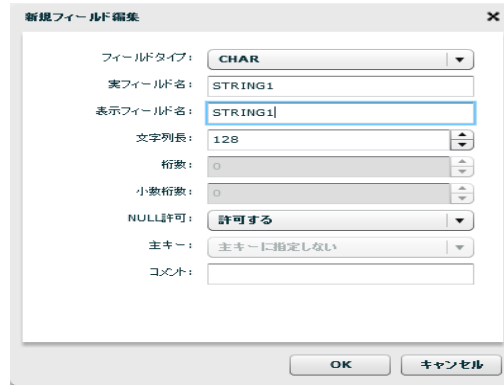 新規フィールド編集
フィールドタイプ: CHAR
実フィールド名: STRING1
表示フィールド名: STRING1
文字列長: 128
桁数: 0
小数桁数: 0
NULL許可: 許可する
主キー: 主キーに指定しない
コメント:
OK キャンセル